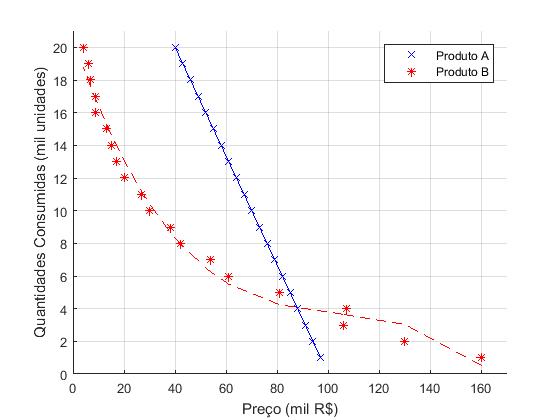 Produto A
Produto B
20
18
16
14
12
10
8
6
4
2
0
Quantidades Consumidas (mil unidades)
0 20 40 60 80 100 120 140 160
Preço (mil R$)